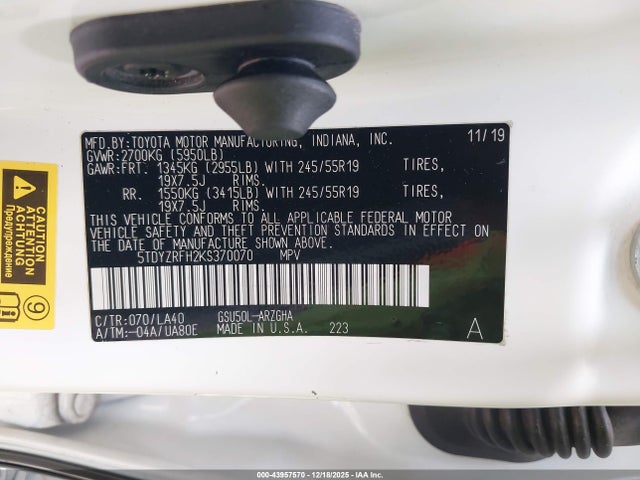 MFD.BY:TOYOTA MOTOR MANUFACTURING, INDIANA, INC. 11/19
GVWR:2700KG (5950LB)
GAWR:FRT. 1345KG (2955LB) WITH 245/55R19 TIRES,
19X7.5J RIMS.
RR. 1550KG (3415LB) WITH 245/55R19 TIRES,
19X7.5J RIMS.
THIS VEHICLE CONFORMS TO ALL APPLICABLE FEDERAL MOTOR
VEHICLE SAFETY AND THEFT PREVENTION STANDARDS IN EFFECT ON
THE DATE OF MANUFACTURE SHOWN ABOVE.
5TDYZRFH2KS370070 MPV
C/TR:070/LA40 GSU50L-ARZGHA
A/TM:-04A/UA80E MADE IN U.S.A. 223 A
CAUTION
ATTENTION
Предупреждение
9
000-43957570 12/18/2025 IAA Inc.